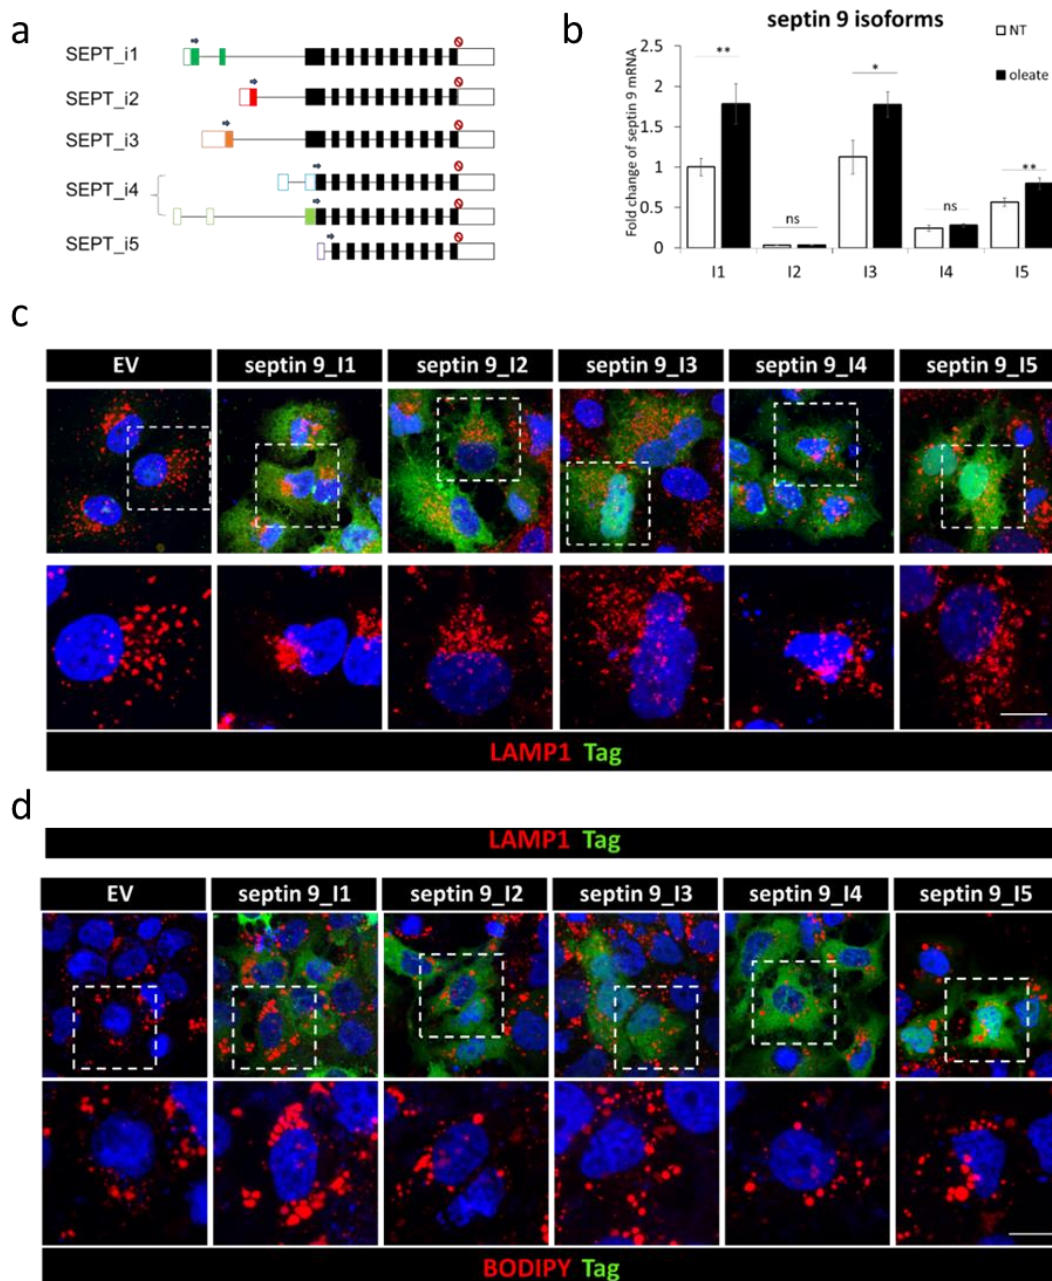 a
SEPT_i1
SEPT_i2
SEPT_i3
SEPT_i4
SEPT_i5
b
septin 9 isoforms
NT
oleate
Fold change of septin 9 mRNA
2.5
2
1.5
1
0.5
0
**
ns
*
ns
**
I1 I2 I3 I4 I5
c
EV septin 9_I1 septin 9_I2 septin 9_I3 septin 9_I4 septin 9_I5
LAMP1 Tag
d
LAMP1 Tag
EV septin 9_I1 septin 9_I2 septin 9_I3 septin 9_I4 septin 9_I5
BODIPY Tag